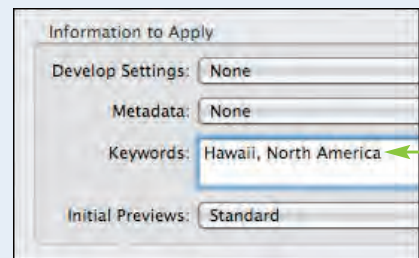 Information to Apply
Develop Settings: None
Metadata: None
Keywords: Hawaii, North America
Initial Previews: Standard